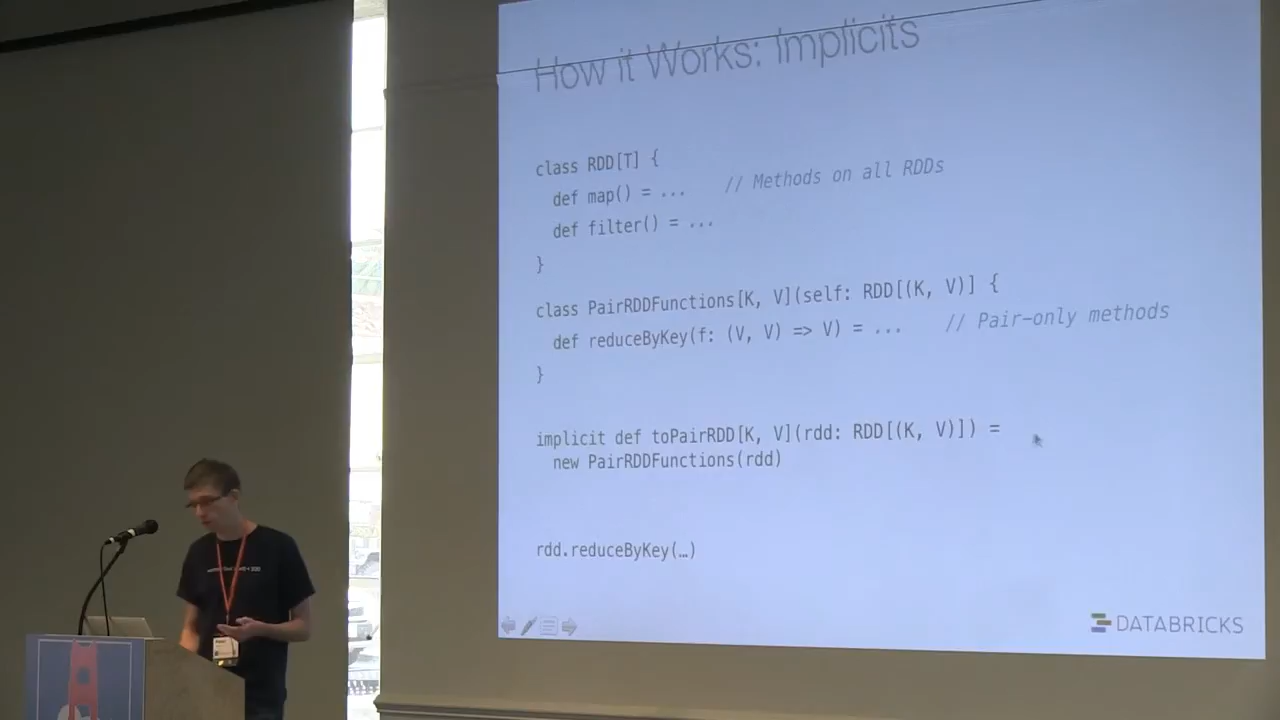 How it Works: Implicits
class RDD[T] {
def map() = ... // Methods on all RDDs
def filter() = ...
}
class PairRDDFunctions[K, V](self: RDD[(K, V)] {
def reduceByKey(f: (V, V) => V) = ... // Pair-only methods
}
implicit def toPairRDD[K, V](rdd: RDD[(K, V)]) =
new PairRDDFunctions(rdd)
rdd.reduceByKey(…)
DATABRICKS